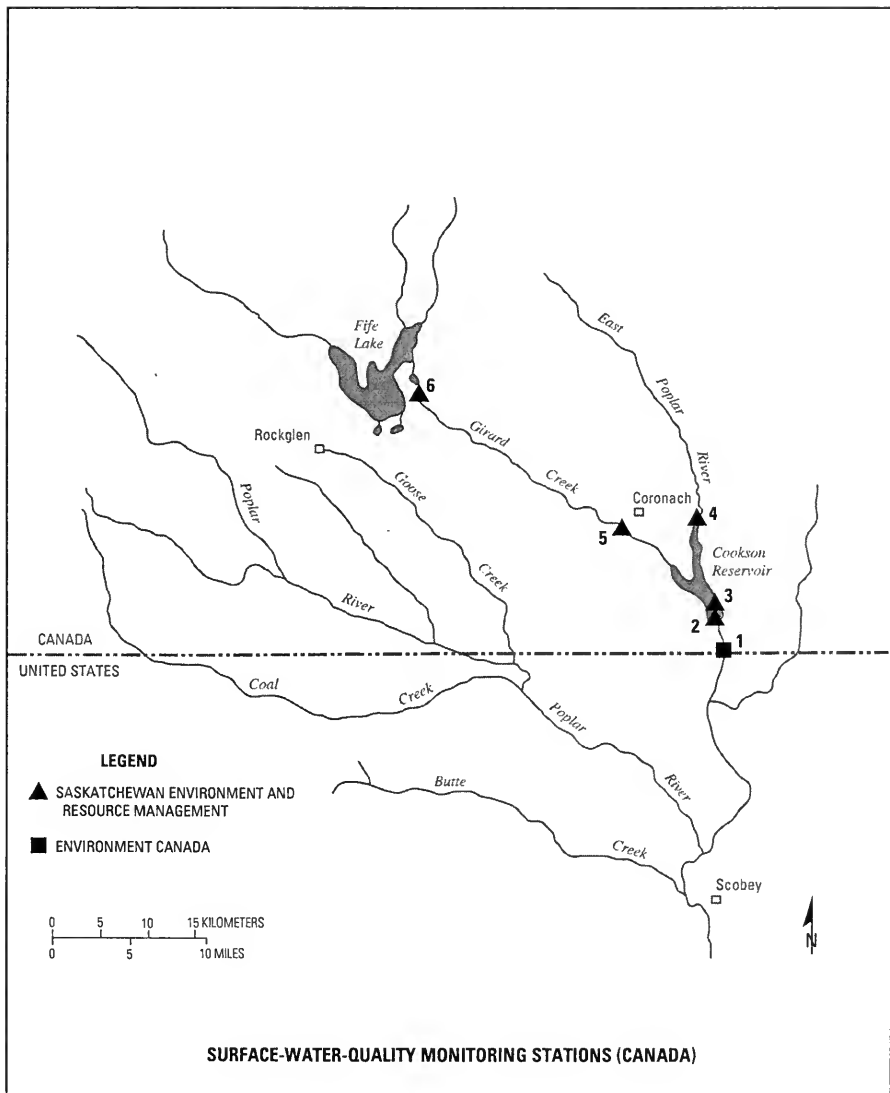 East
Fife
Lake
Poplar
6
Rockglen
Girard
River
Goose
Creek
Coronach
4
Poplar
5
Cookson
Reservoir
Creek
3
River
2
CANADA
1
UNITED STATES
Coal
Creek
Poplar
LEGEND
SASKATCHEWAN ENVIRONMENT AND
RESOURCE MANAGEMENT
Butte
River
ENVIRONMENT CANADA
Creek
Scobey
0 5 10 15 KILOMETERS
0 5 10 MILES
N
SURFACE-WATER-QUALITY MONITORING STATIONS (CANADA)